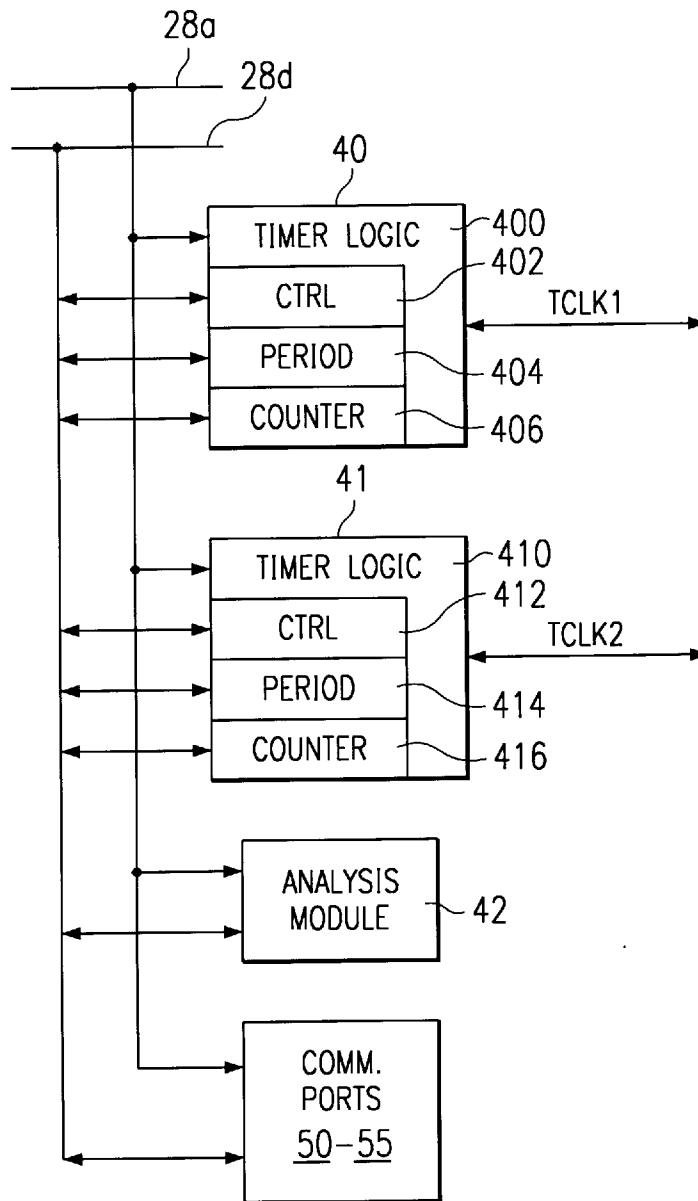 28a
28d
40
TIMER LOGIC
400
402
CTRL
TCLK1
PERIOD
404
COUNTER
406
41
TIMER LOGIC
410
412
CTRL
TCLK2
PERIOD
414
COUNTER
416
ANALYSIS
MODULE
42
COMM.
PORTS
50-55